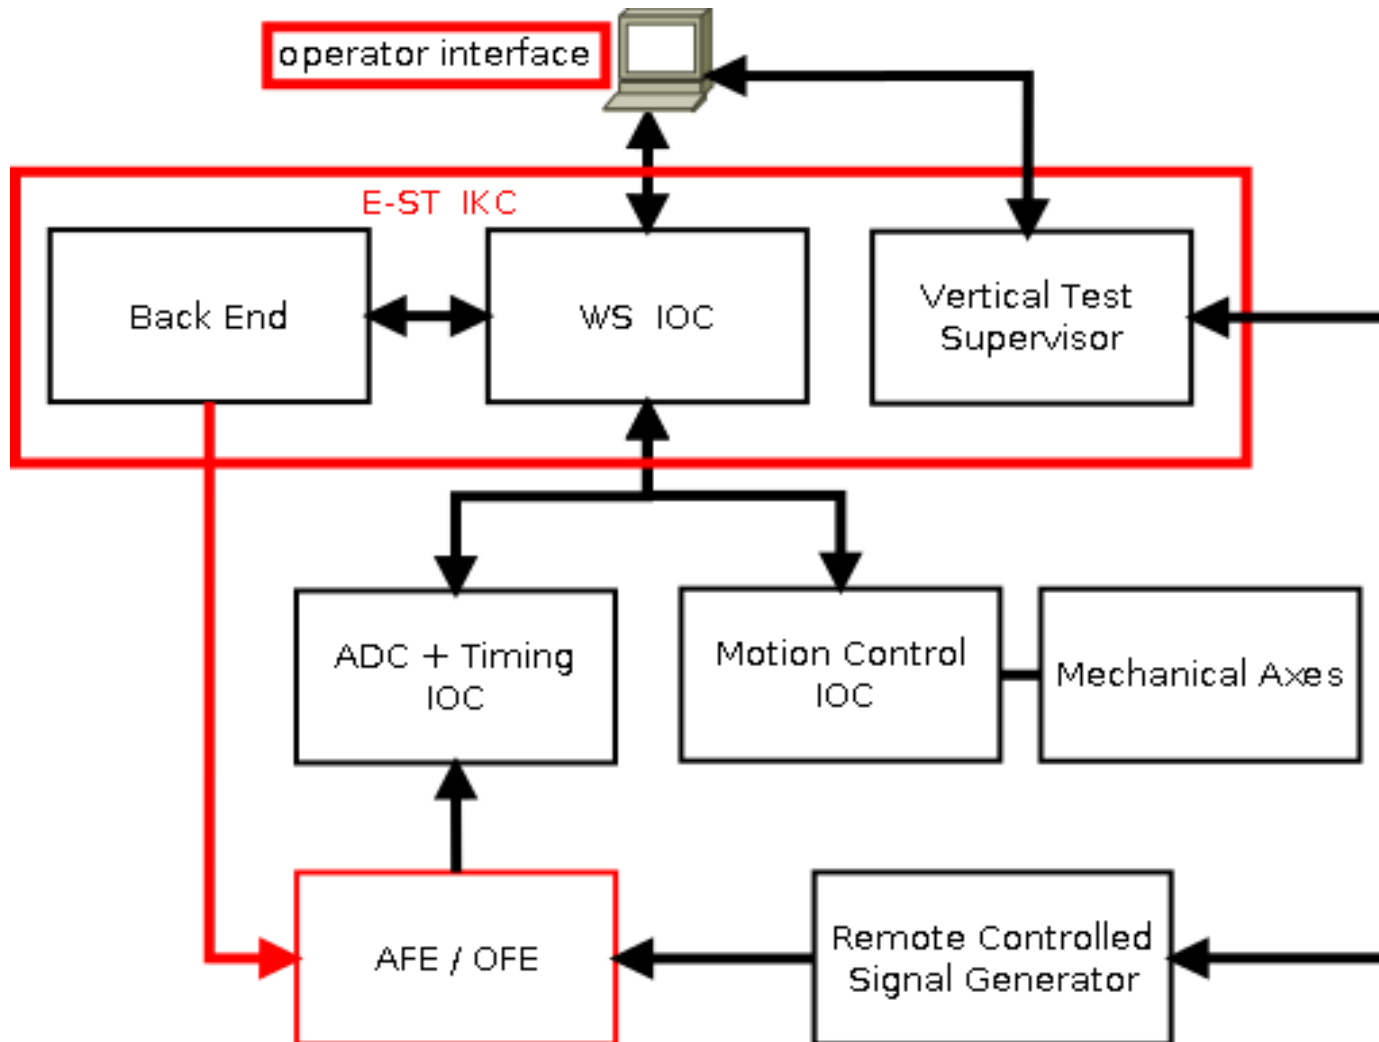 operator interface
E-ST IKC
Back End
WS IOC
Vertical Test
Supervisor
ADC + Timing
IOC
Motion Control
IOC
Mechanical Axes
AFE / OFE
Remote Controlled
Signal Generator